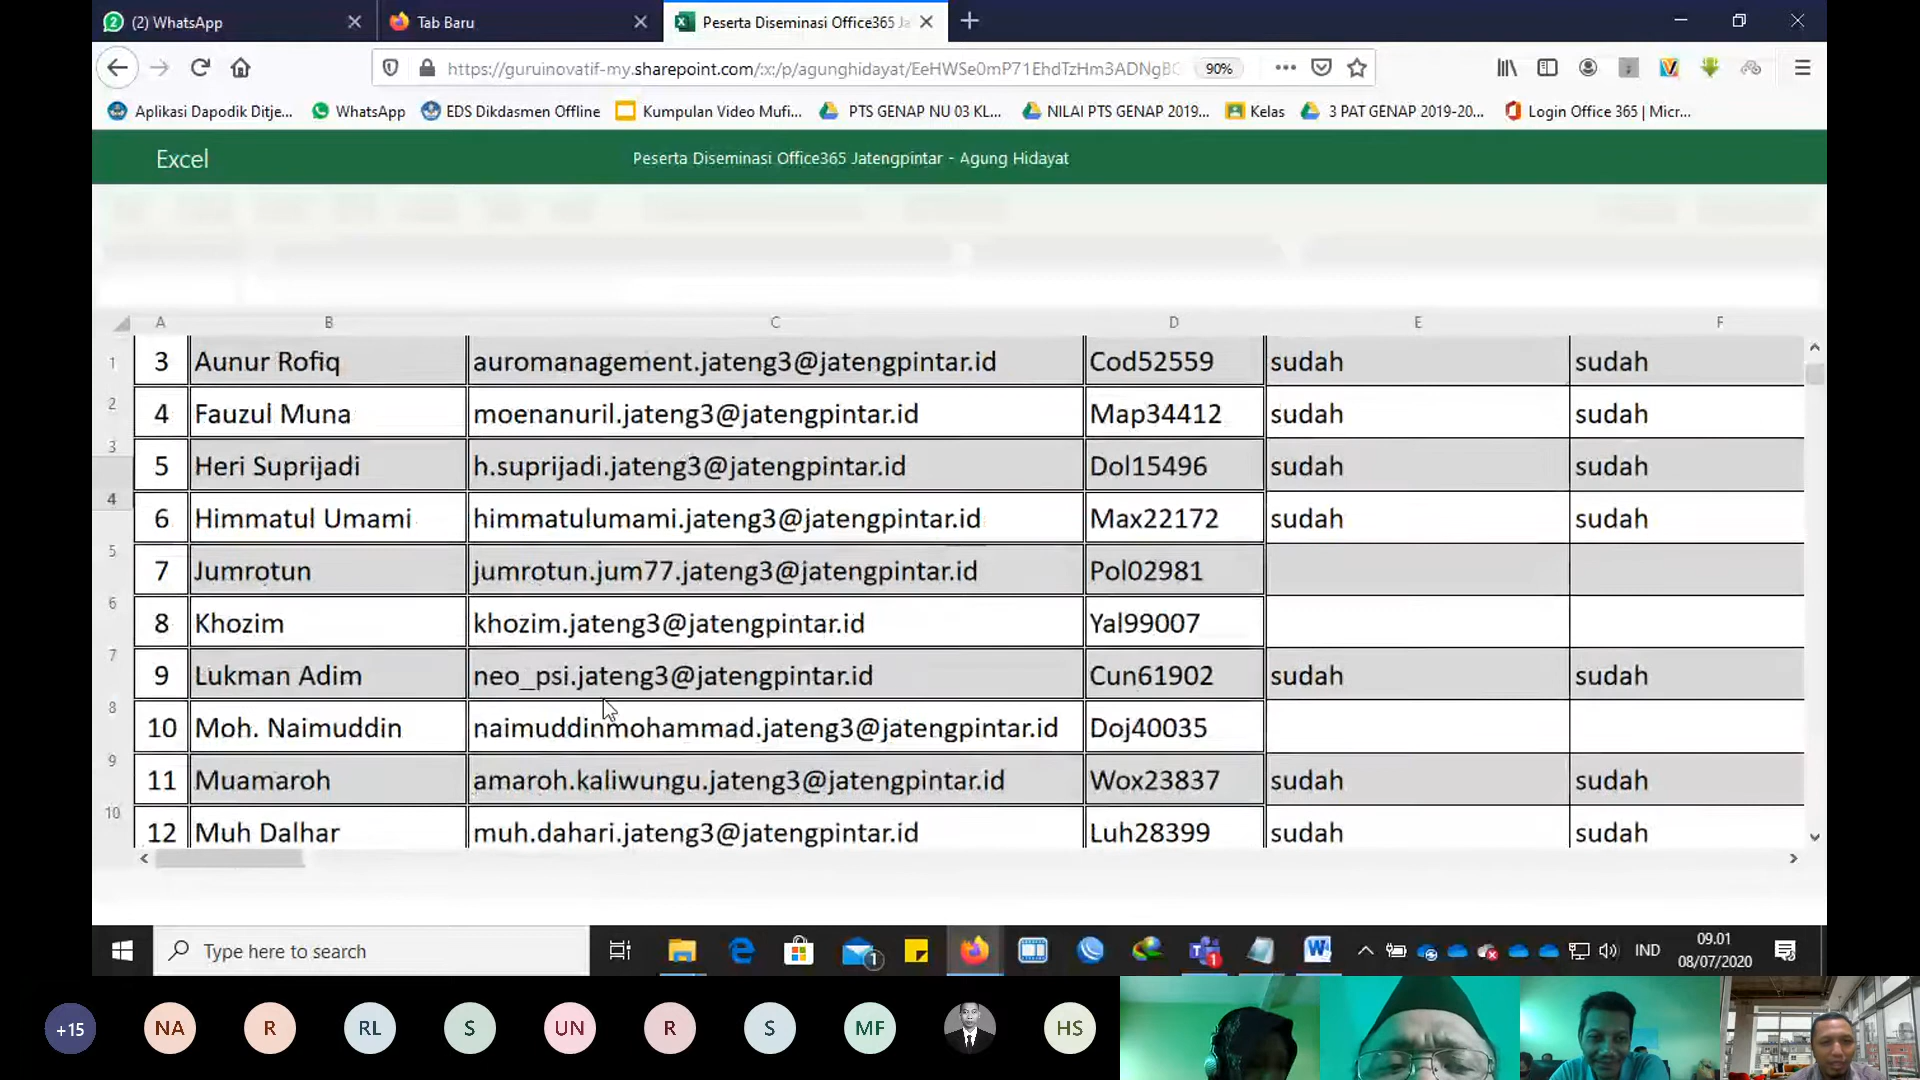 (2) WhatsApp
Tab Baru
Peserta Diseminasi Office365 Ja
https://guruinovatif-my.sharepoint.com/:x:/p/agunghidayat/EeHWSe0mP71EhdTzHm3ADNgB 90%
Aplikasi Dapodik Ditje... WhatsApp EDS Dikdasmen Offline Kumpulan Video Mufi... PTS GENAP NU 03 KL... NILAI PTS GENAP 2019... Kelas 3 PAT GENAP 2019-20... Login Office 365 | Micr...
Excel Peserta Diseminasi Office365 Jatengpintar - Agung Hidayat
A B C D E F
1 3 Aunur Rofiq auromanagement.jateng3@jatengpintar.id Cod52559 sudah sudah
2 4 Fauzul Muna moenanuril.jateng3@jatengpintar.id Map34412 sudah sudah
3 5 Heri Suprijadi h.suprijadi.jateng3@jatengpintar.id Dol15496 sudah sudah
4 6 Himmatul Umami himmatulumami.jateng3@jatengpintar.id Max22172 sudah sudah
5 7 Jumrotun jumrotun.jum77.jateng3@jatengpintar.id Pol02981
6 8 Khozim khozim.jateng3@jatengpintar.id Yal99007
7 9 Lukman Adim neo_psi.jateng3@jatengpintar.id Cun61902 sudah sudah
8 10 Moh. Naimuddin naimuddinmohammad.jateng3@jatengpintar.id Doj40035
9 11 Muamaroh amaroh.kaliwungu.jateng3@jatengpintar.id Wox23837 sudah sudah
10 12 Muh Dalhar muh.dahari.jateng3@jatengpintar.id Luh28399 sudah sudah
Type here to search
1
1
IND
09.01
08/07/2020
+15 NA R RL S UN R S MF HS